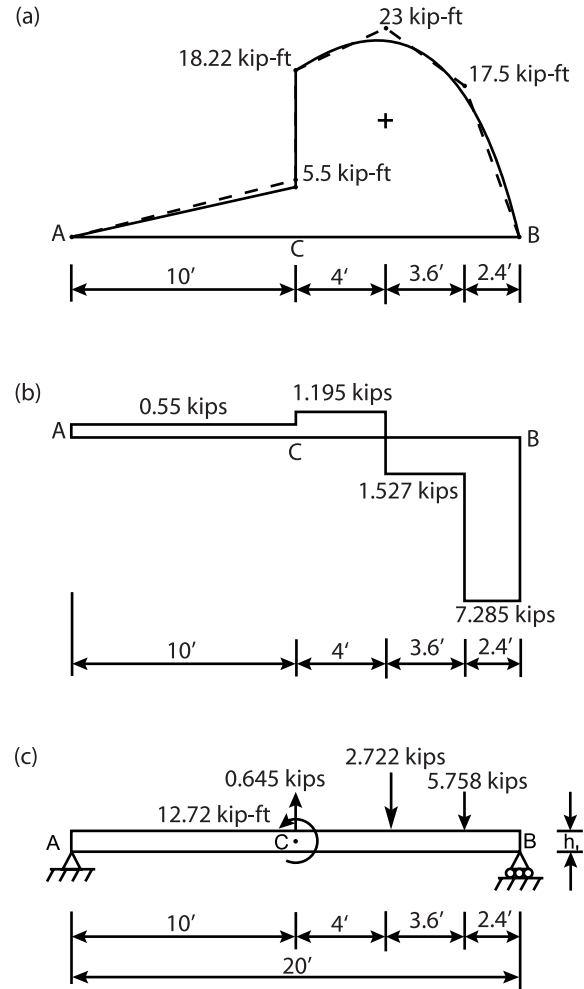 (a)
23 kip-ft
18.22 kip-ft
17.5 kip-ft
+
5.5 kip-ft
A
B
C
10′ 4′ 3.6′ 2.4′
(b)
1.195 kips
0.55 kips
A
B
C
1.527 kips
7.285 kips
10′ 4‘ 3.6′ 2.4‘
(c)
2.722 kips
0.645 kips
5.758 kips
12.72 kip-ft
A
C
B
h₁
10′ 4′ 3.6′ 2.4′
20′